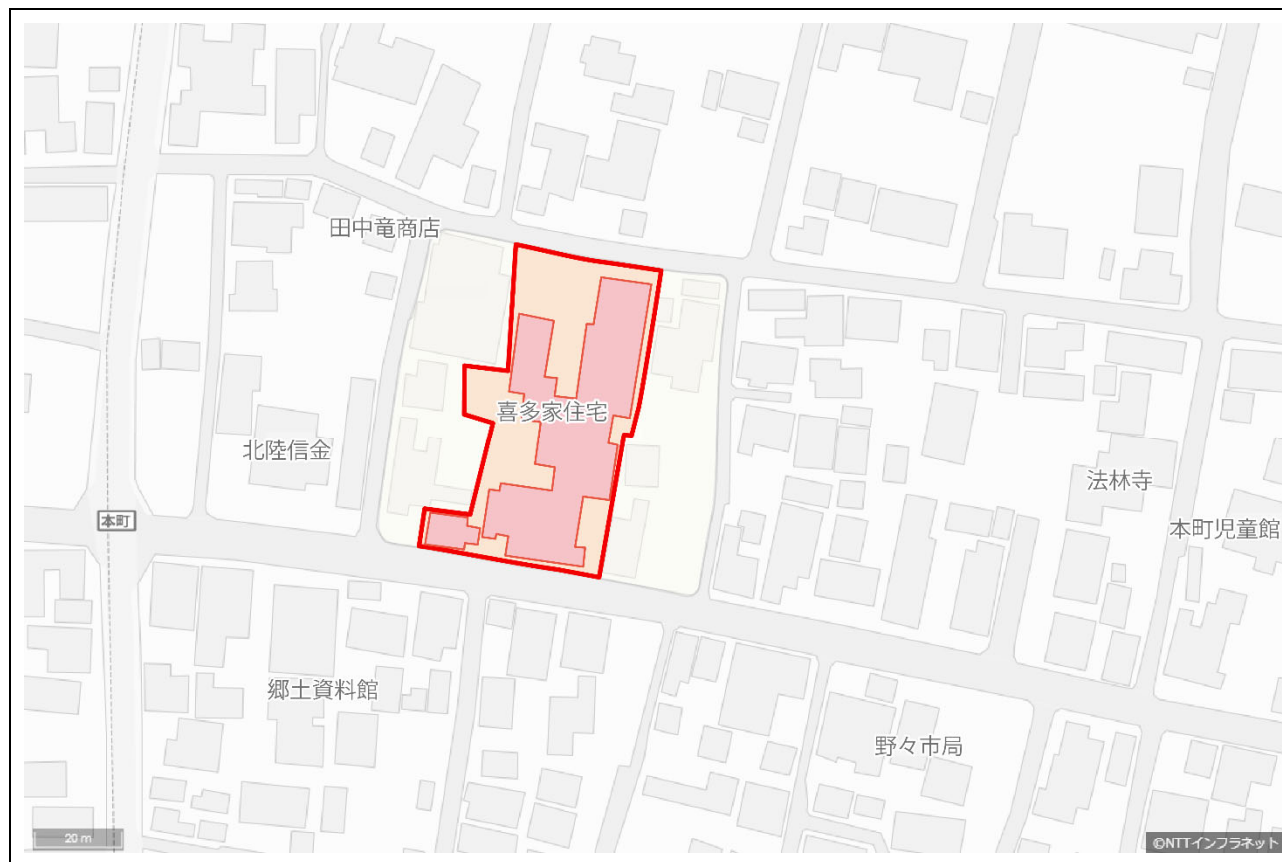 田中竜商店
喜多家住宅
北陸信金
法林寺
本町
本町児童館
郷土資料館
野々市局
20 m
©NTTインフラネット